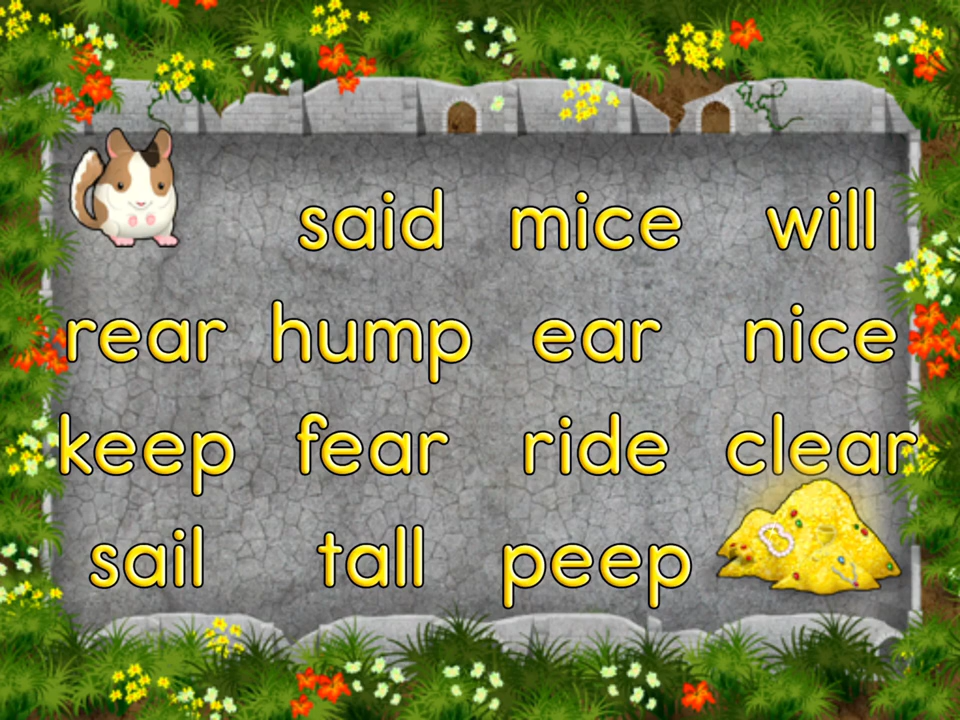 said mice will
rear hump ear nice
keep fear ride clear
sail tall peep